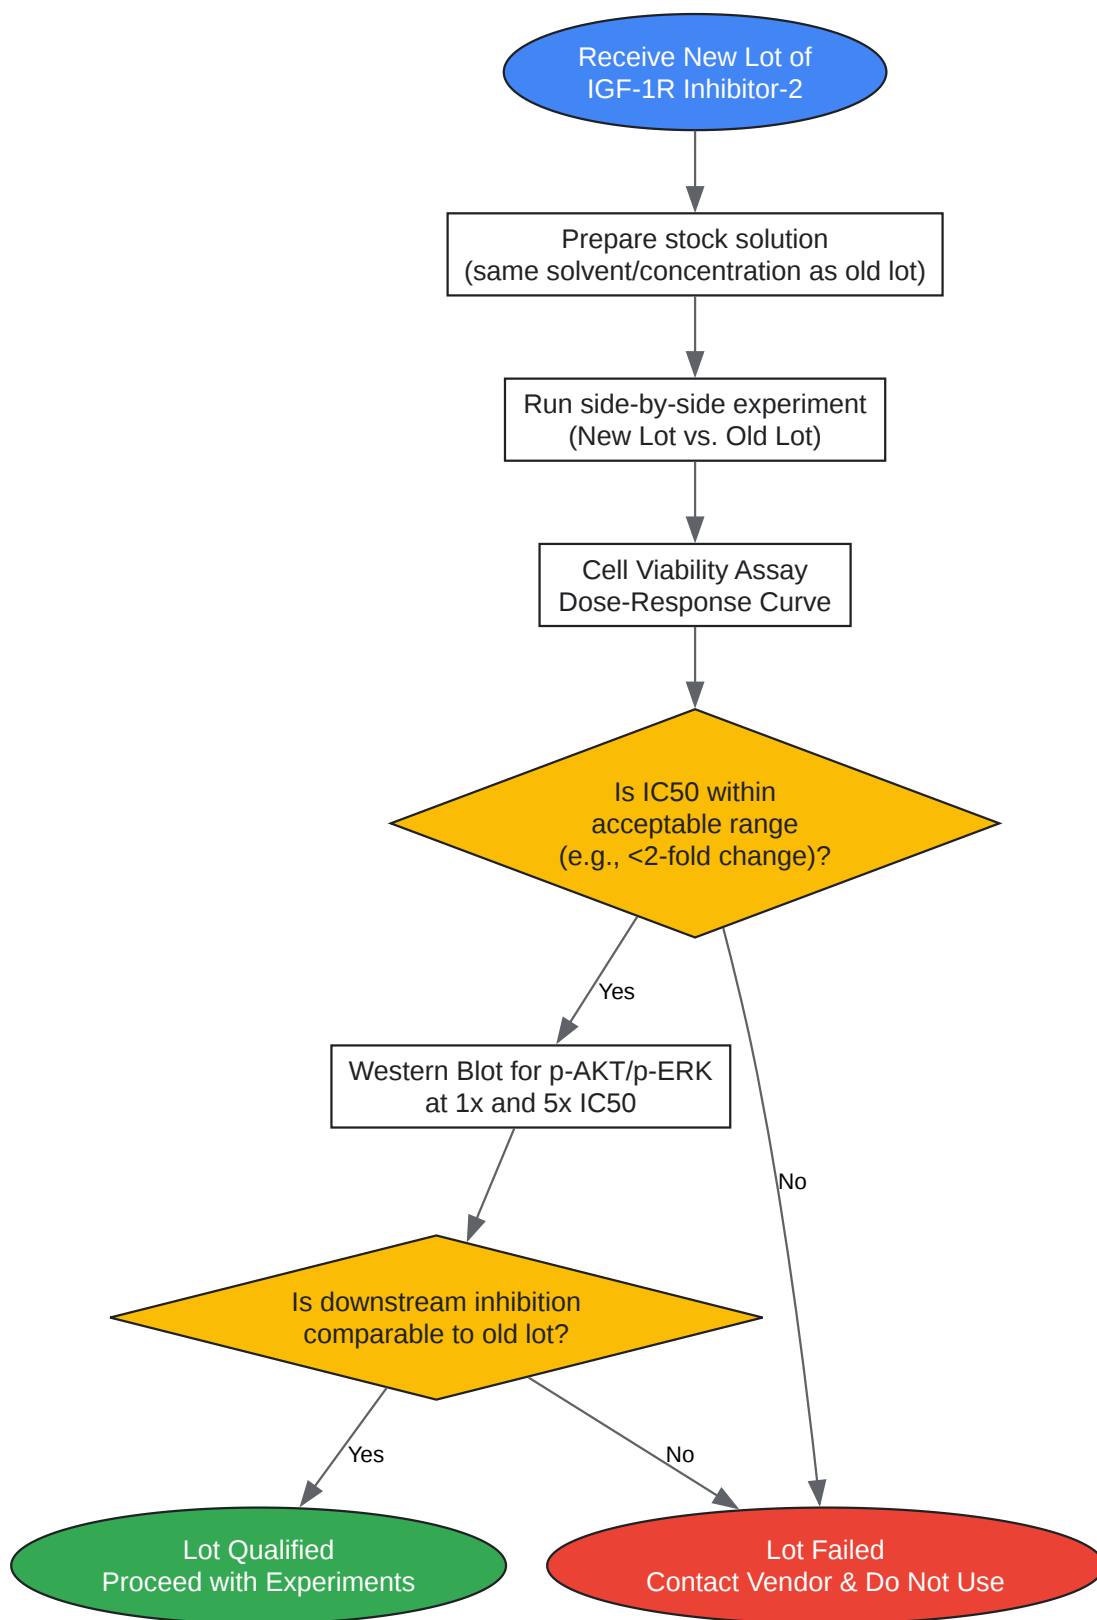 Receive New Lot of
IGF-1R Inhibitor-2
Prepare stock solution
(same solvent/concentration as old lot)
Run side-by-side experiment
(New Lot vs. Old Lot)
Cell Viability Assay
Dose-Response Curve
Is IC50 within
acceptable range
(e.g., <2-fold change)?
Yes
Western Blot for p-AKT/p-ERK
at 1x and 5x IC50
No
Is downstream inhibition
comparable to old lot?
Yes
No
Lot Qualified
Proceed with Experiments
Lot Failed
Contact Vendor & Do Not Use